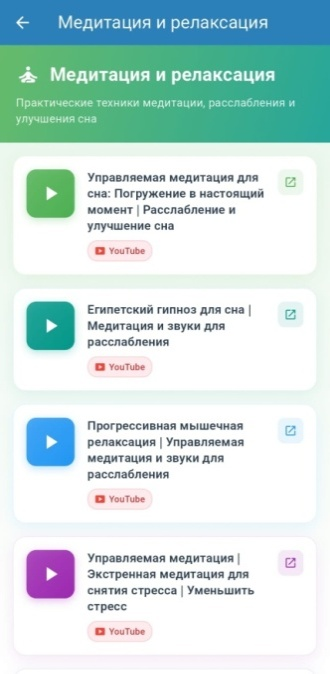 Медитация и релаксация
Медитация и релаксация
Практические техники медитации, расслабления и
улучшения сна
Управляемая медитация для
сна: Погружение в настоящий
момент | Расслабление и
улучшение сна
YouTube
Египетский гипноз для сна |
Медитация и звуки для
расслабления
YouTube
Прогрессивная мышечная
релаксация | Управляемая
медитация и звуки для
расслабления
YouTube
Управляемая медитация |
Экстренная медитация для
снятия стресса | Уменьшить
стресс
YouTube